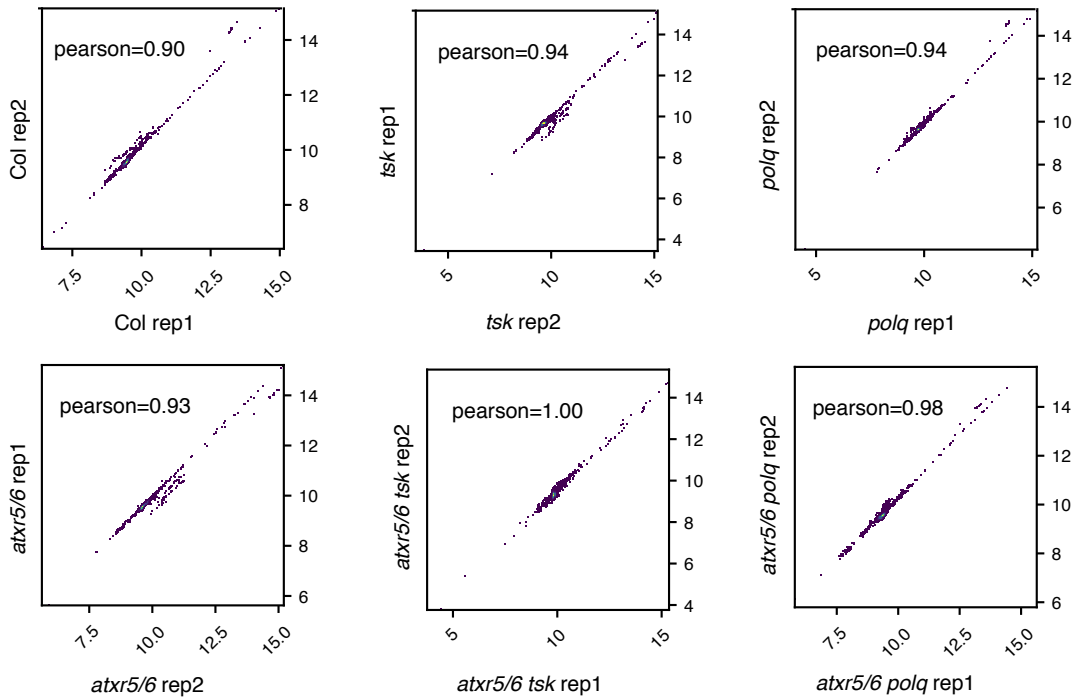 pearson=0.90
Col rep2
14
12
10
8
7.5
10.0
12.5
15.0
Col rep1
pearson=0.94
tsk rep1
14
12
10
8
6
4
5
10
15
tsk rep2
pearson=0.94
polq rep2
14
12
10
8
6
5
10
15
polq rep1
pearson=0.93
atxr5/6 rep1
14
12
10
8
6
7.5
10.0
12.5
15.0
atxr5/6 rep2
pearson=1.00
atxr5/6 tsk rep2
14
12
10
8
6
4
5
10
15
atxr5/6 tsk rep1
pearson=0.98
atxr5/6 polq rep2
14
12
10
8
6
7.5
10.0
12.5
15.0
atxr5/6 polq rep1